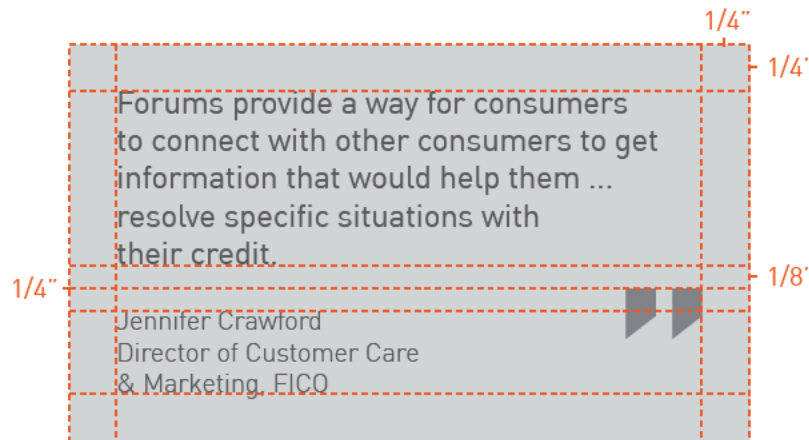 1/4”
1/4’
Forums provide a way for consumers
to connect with other consumers to get
information that would help them ...
resolve specific situations with
their credit.
1/8’
1/4”
Jennifer Crawford
Director of Customer Care
& Marketing, FICO